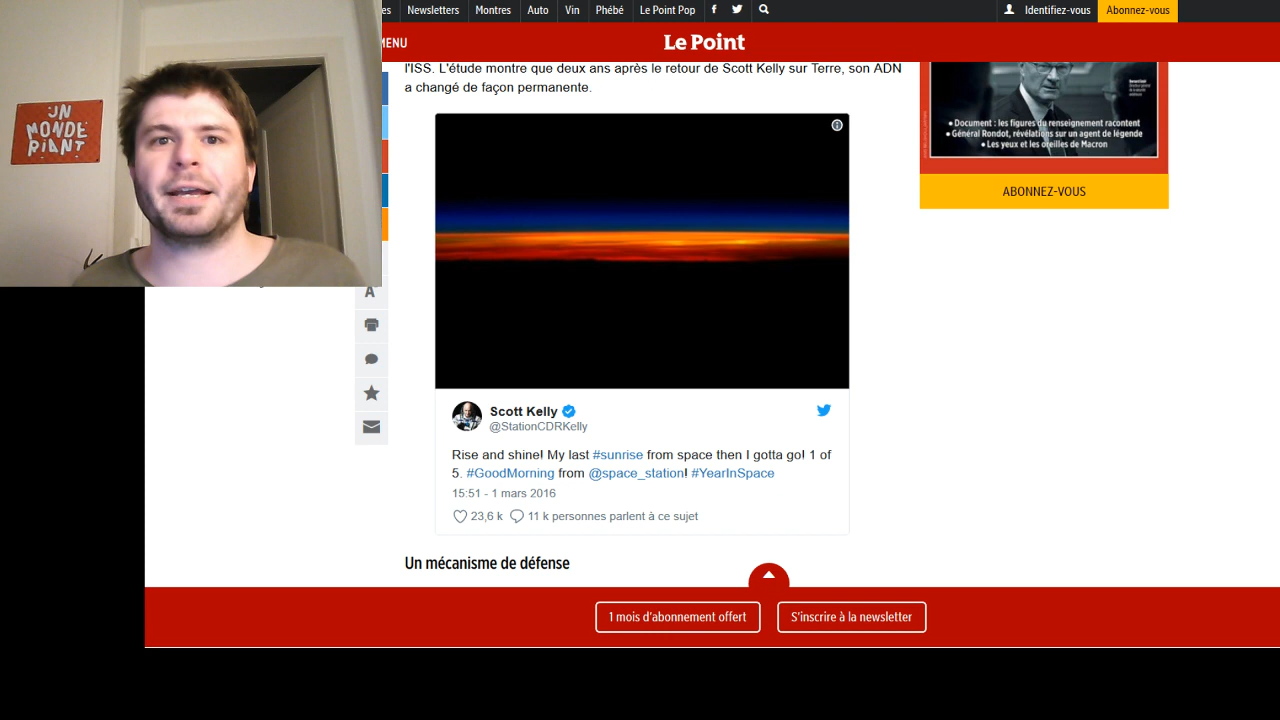 Newsletters
Montres
Auto
Vin
Phébé
Le Point Pop
Identifiez-vous
Abonnez-vous
MENU
Le Point
UN
MONDE
RIANT
l'ISS. L'étude montre que deux ans après le retour de Scott Kelly sur Terre, son ADN
a changé de façon permanente.
• Document : les figures du renseignement racontent
• Général Rondot, révélations sur un agent de légende
• Les yeux et les oreilles de Macron
ABONNEZ-VOUS
A
Scott Kelly
@StationCDRKelly
Rise and shine! My last #sunrise from space then I gotta go! 1 of
5. #GoodMorning from @space_station! #YearInSpace
15:51 - 1 mars 2016
23,6 k
11 k personnes parlent à ce sujet
Un mécanisme de défense
1 mois d'abonnement offert
S'inscrire à la newsletter